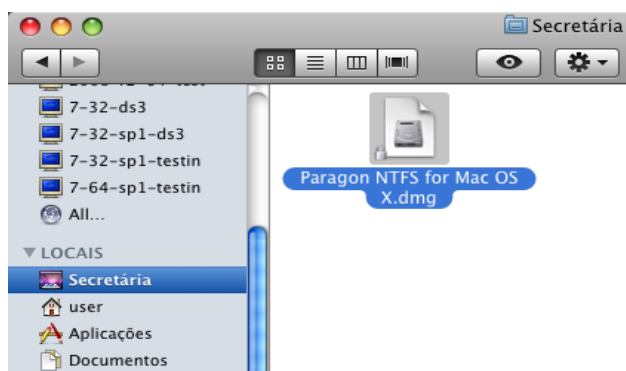 Secretária
7-32-ds3
7-32-sp1-ds3
7-32-sp1-testin
7-64-sp1-testin
All...
▼ LOCAIS
Secretária
user
Aplicações
Documentos
Paragon NTFS for Mac OS
X.dmg